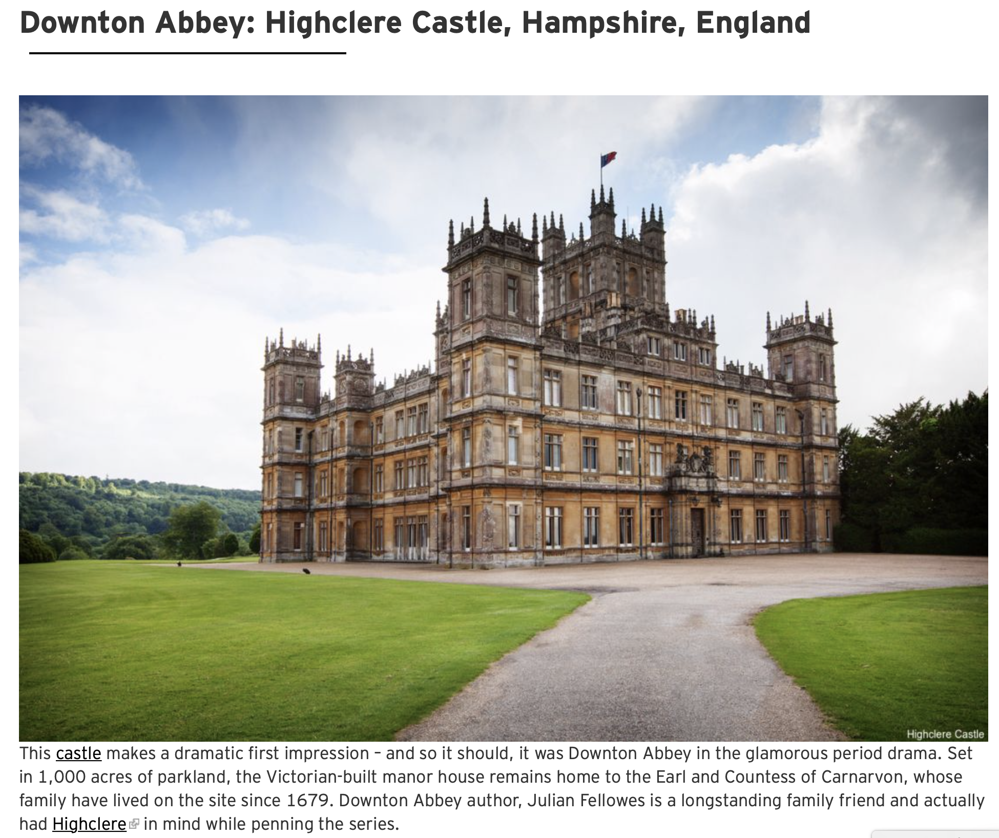 Downton Abbey: Highclere Castle, Hampshire, England
Highclere Castle
This castle makes a dramatic first impression – and so it should, it was Downton Abbey in the glamorous period drama. Set
in 1,000 acres of parkland, the Victorian-built manor house remains home to the Earl and Countess of Carnarvon, whose
family have lived on the site since 1679. Downton Abbey author, Julian Fellowes is a longstanding family friend and actually
had Highclere in mind while penning the series.